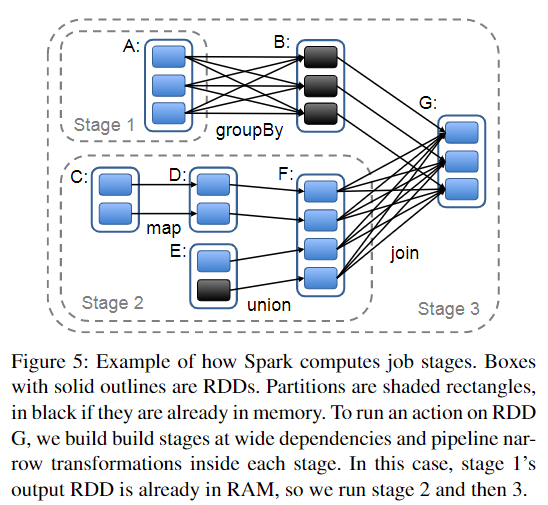 A:
B:
G:
Stage 1
groupBy
C:
D:
F:
map
E:
join
Stage 2
union
Stage 3
Figure 5: Example of how Spark computes job stages. Boxes
with solid outlines are RDDs. Partitions are shaded rectangles,
in black if they are already in memory. To run an action on RDD
G, we build build stages at wide dependencies and pipeline nar-
row transformations inside each stage. In this case, stage 1’s
output RDD is already in RAM, so we run stage 2 and then 3.